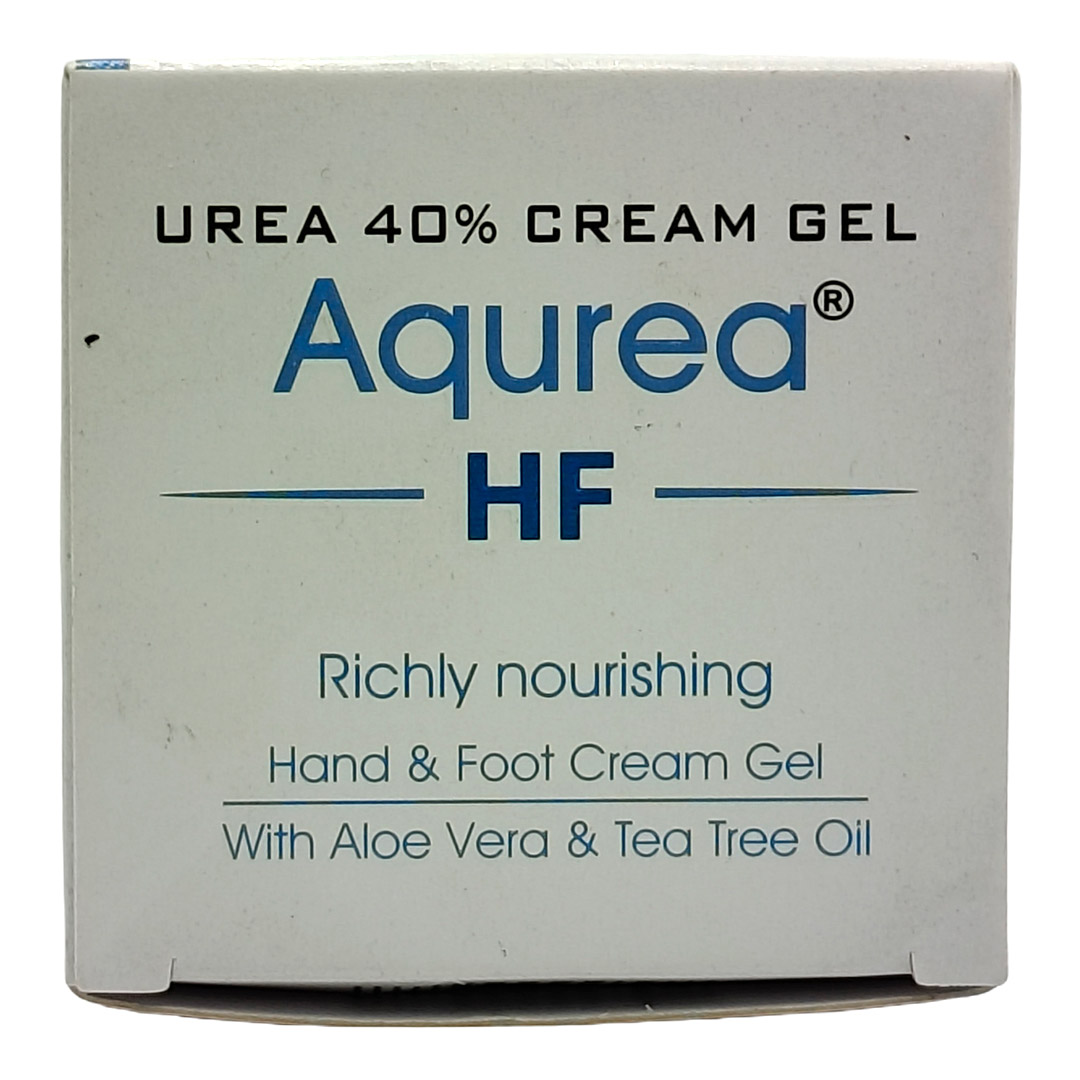 UREA 40% CREAM GEL
Aqurea®
HF
Richly nourishing
Hand & Foot Cream Gel
With Aloe Vera & Tea Tree Oil